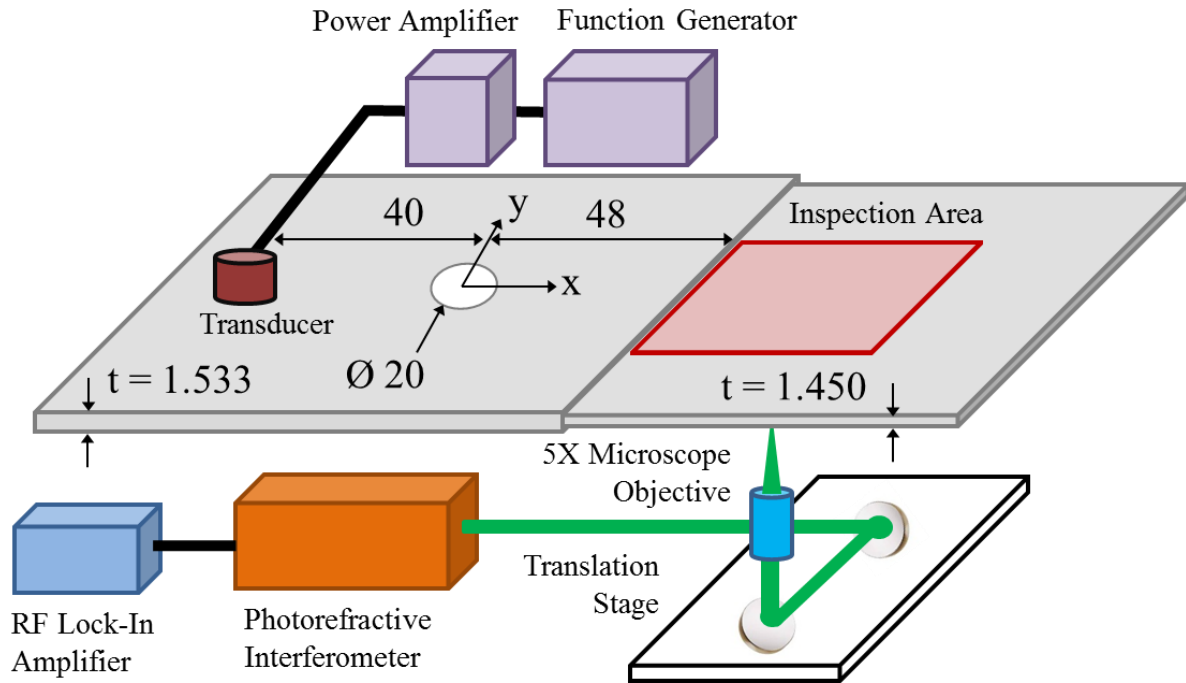 Power Amplifier
Function Generator
40
y
48
Inspection Area
x
Transducer
t = 1.533
Ø 20
t = 1.450
5X Microscope
Objective
Translation
Stage
RF Lock-In
Amplifier
Photorefractive
Interferometer